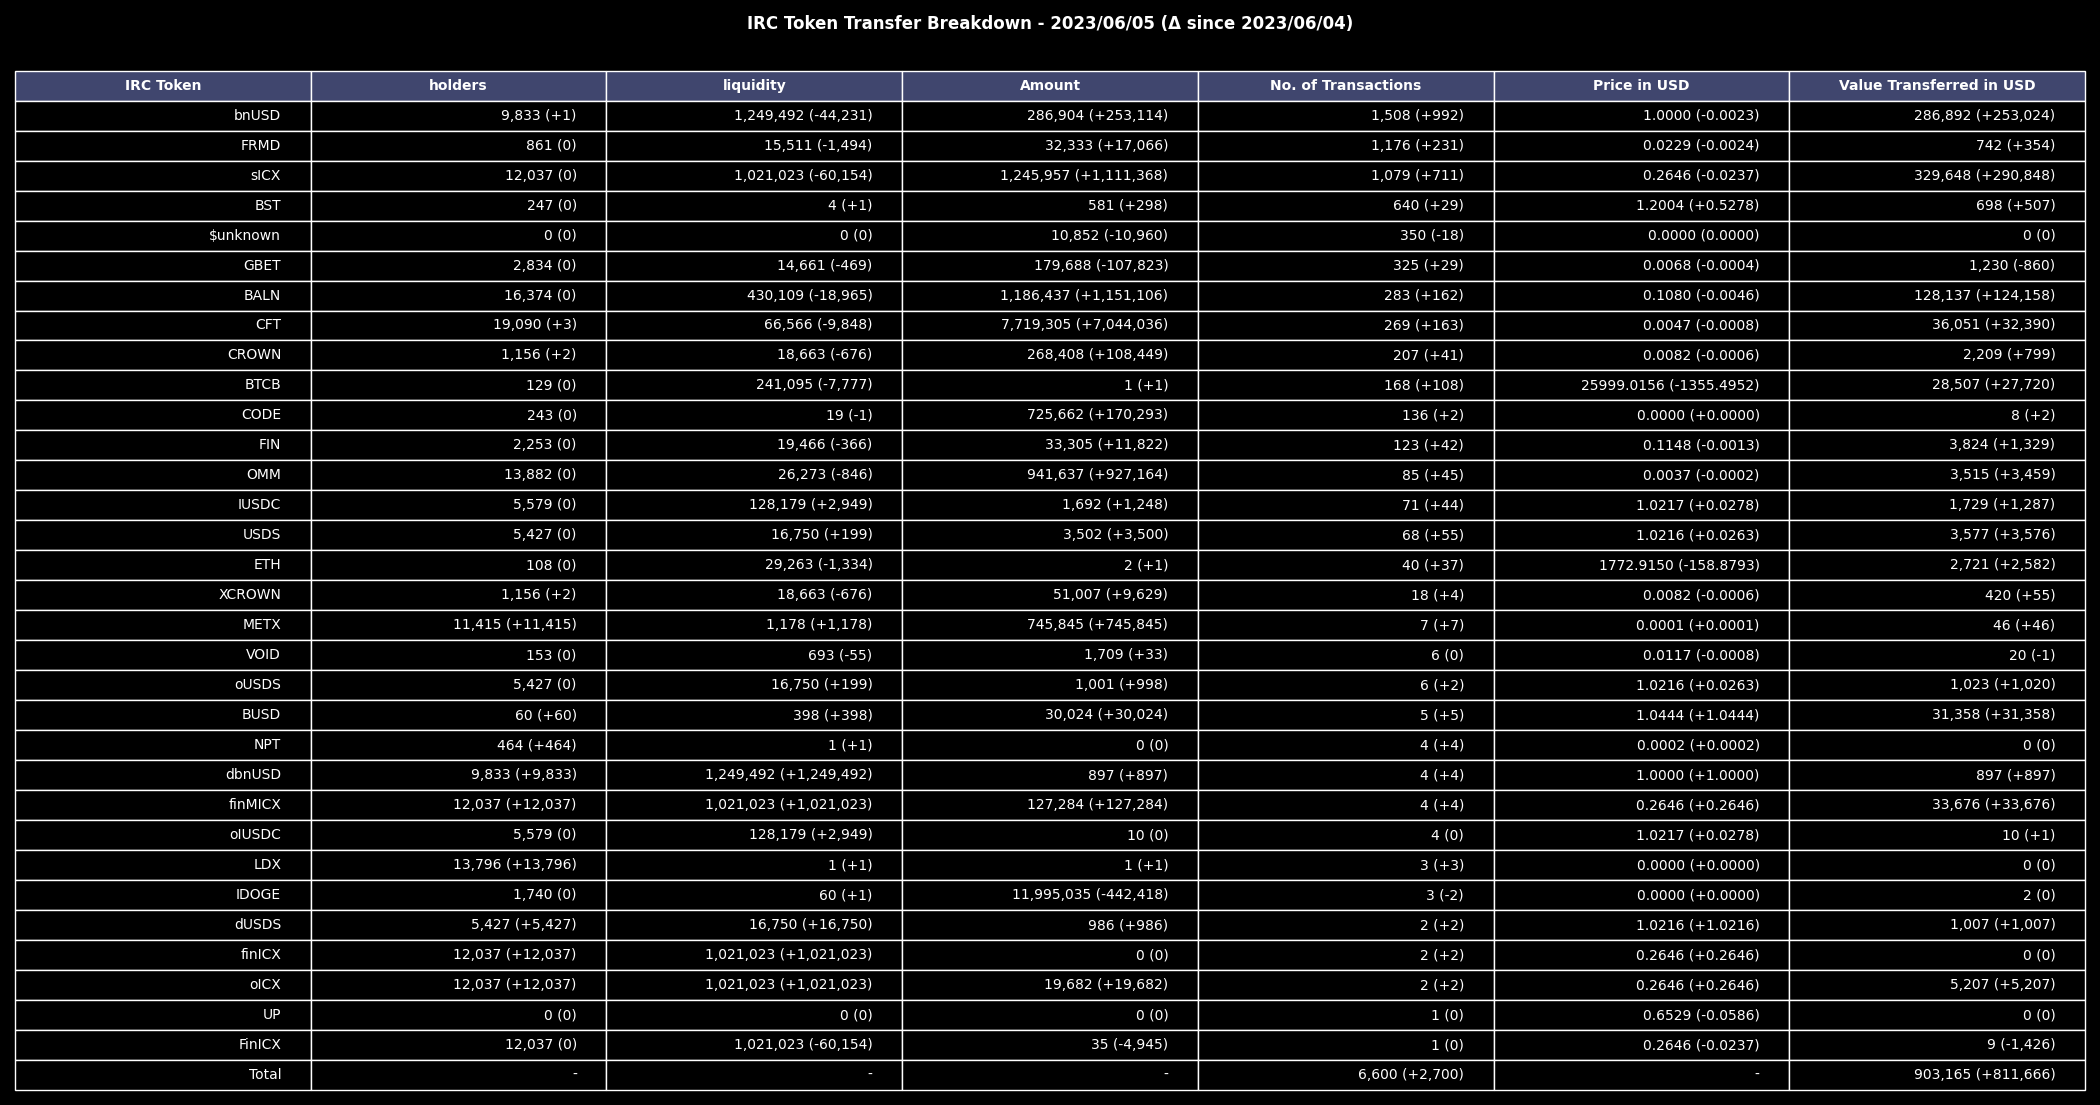 IRC Token Transfer Breakdown - 2023/06/05 (Δ since 2023/06/04)
IRC Token holders liquidity Amount No. of Transactions Price in USD Value Transferred in USD
bnUSD 9,833 (+1) 1,249,492 (-44,231) 286,904 (+253,114) 1,508 (+992) 1.0000 (-0.0023) 286,892 (+253,024)
FRMD 861 (0) 15,511 (-1,494) 32,333 (+17,066) 1,176 (+231) 0.0229 (-0.0024) 742 (+354)
sICX 12,037 (0) 1,021,023 (-60,154) 1,245,957 (+1,111,368) 1,079 (+711) 0.2646 (-0.0237) 329,648 (+290,848)
BST 247 (0) 4 (+1) 581 (+298) 640 (+29) 1.2004 (+0.5278) 698 (+507)
$unknown 0 (0) 0 (0) 10,852 (-10,960) 350 (-18) 0.0000 (0.0000) 0 (0)
GBET 2,834 (0) 14,661 (-469) 179,688 (-107,823) 325 (+29) 0.0068 (-0.0004) 1,230 (-860)
BALN 16,374 (0) 430,109 (-18,965) 1,186,437 (+1,151,106) 283 (+162) 0.1080 (-0.0046) 128,137 (+124,158)
CFT 19,090 (+3) 66,566 (-9,848) 7,719,305 (+7,044,036) 269 (+163) 0.0047 (-0.0008) 36,051 (+32,390)
CROWN 1,156 (+2) 18,663 (-676) 268,408 (+108,449) 207 (+41) 0.0082 (-0.0006) 2,209 (+799)
BTCB 129 (0) 241,095 (-7,777) 1 (+1) 168 (+108) 25999.0156 (-1355.4952) 28,507 (+27,720)
CODE 243 (0) 19 (-1) 725,662 (+170,293) 136 (+2) 0.0000 (+0.0000) 8 (+2)
FIN 2,253 (0) 19,466 (-366) 33,305 (+11,822) 123 (+42) 0.1148 (-0.0013) 3,824 (+1,329)
OMM 13,882 (0) 26,273 (-846) 941,637 (+927,164) 85 (+45) 0.0037 (-0.0002) 3,515 (+3,459)
IUSDC 5,579 (0) 128,179 (+2,949) 1,692 (+1,248) 71 (+44) 1.0217 (+0.0278) 1,729 (+1,287)
USDS 5,427 (0) 16,750 (+199) 3,502 (+3,500) 68 (+55) 1.0216 (+0.0263) 3,577 (+3,576)
ETH 108 (0) 29,263 (-1,334) 2 (+1) 40 (+37) 1772.9150 (-158.8793) 2,721 (+2,582)
XCROWN 1,156 (+2) 18,663 (-676) 51,007 (+9,629) 18 (+4) 0.0082 (-0.0006) 420 (+55)
METX 11,415 (+11,415) 1,178 (+1,178) 745,845 (+745,845) 7 (+7) 0.0001 (+0.0001) 46 (+46)
VOID 153 (0) 693 (-55) 1,709 (+33) 6 (0) 0.0117 (-0.0008) 20 (-1)
oUSDS 5,427 (0) 16,750 (+199) 1,001 (+998) 6 (+2) 1.0216 (+0.0263) 1,023 (+1,020)
BUSD 60 (+60) 398 (+398) 30,024 (+30,024) 5 (+5) 1.0444 (+1.0444) 31,358 (+31,358)
NPT 464 (+464) 1 (+1) 0 (0) 4 (+4) 0.0002 (+0.0002) 0 (0)
dbnUSD 9,833 (+9,833) 1,249,492 (+1,249,492) 897 (+897) 4 (+4) 1.0000 (+1.0000) 897 (+897)
finMICX 12,037 (+12,037) 1,021,023 (+1,021,023) 127,284 (+127,284) 4 (+4) 0.2646 (+0.2646) 33,676 (+33,676)
oIUSDC 5,579 (0) 128,179 (+2,949) 10 (0) 4 (0) 1.0217 (+0.0278) 10 (+1)
LDX 13,796 (+13,796) 1 (+1) 1 (+1) 3 (+3) 0.0000 (+0.0000) 0 (0)
IDOGE 1,740 (0) 60 (+1) 11,995,035 (-442,418) 3 (-2) 0.0000 (+0.0000) 2 (0)
dUSDS 5,427 (+5,427) 16,750 (+16,750) 986 (+986) 2 (+2) 1.0216 (+1.0216) 1,007 (+1,007)
finICX 12,037 (+12,037) 1,021,023 (+1,021,023) 0 (0) 2 (+2) 0.2646 (+0.2646) 0 (0)
oICX 12,037 (+12,037) 1,021,023 (+1,021,023) 19,682 (+19,682) 2 (+2) 0.2646 (+0.2646) 5,207 (+5,207)
UP 0 (0) 0 (0) 0 (0) 1 (0) 0.6529 (-0.0586) 0 (0)
FinICX 12,037 (0) 1,021,023 (-60,154) 35 (-4,945) 1 (0) 0.2646 (-0.0237) 9 (-1,426)
Total - - - 6,600 (+2,700) - 903,165 (+811,666)